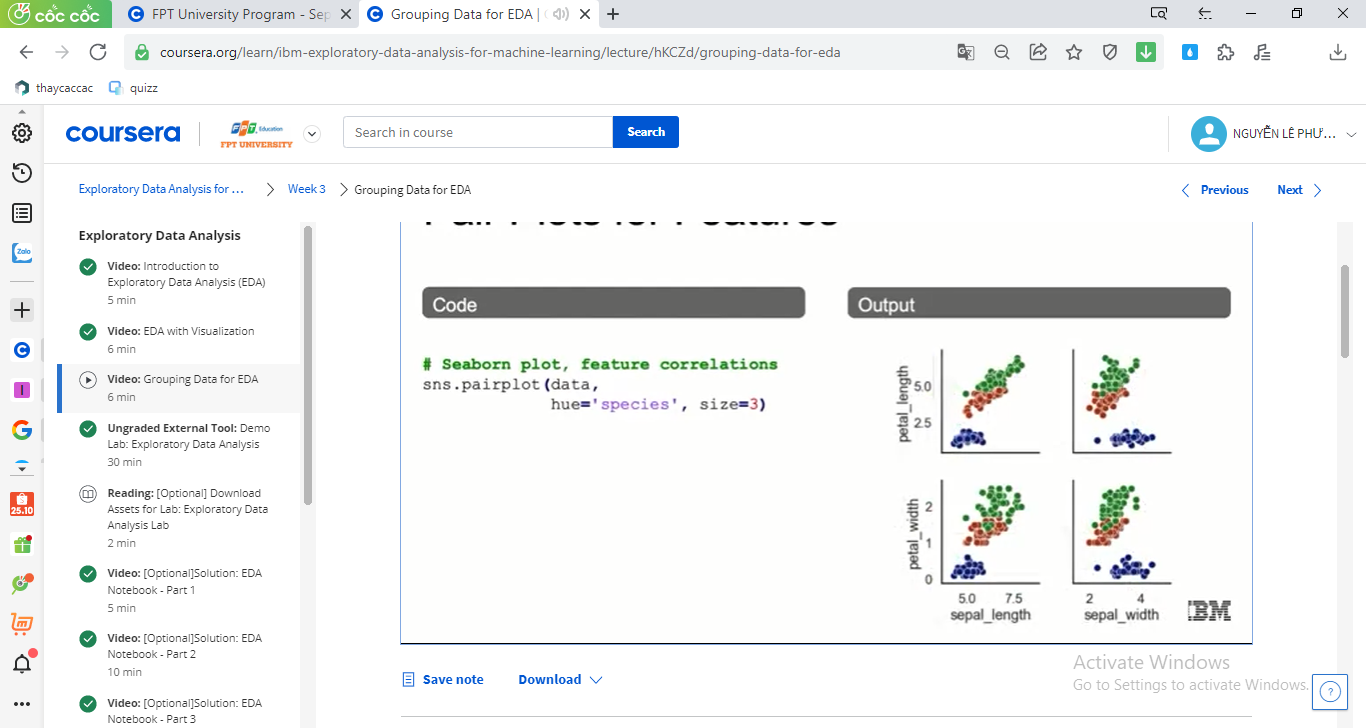 cốc cốc
FPT University Program - Sep
Grouping Data for EDA |
coursera.org/learn/ibm-exploratory-data-analysis-for-machine-learning/lecture/hKCZd/grouping-data-for-eda
thaycaccac
quizz
coursera
FPT Education
FPT UNIVERSITY
Search in course
Search
NGUYỄN LÊ PHƯ...
Exploratory Data Analysis for ...
Week 3
Grouping Data for EDA
Previous
Next
Zalo
25.10
Exploratory Data Analysis
Video: Introduction to
Exploratory Data Analysis (EDA)
5 min
Video: EDA with Visualization
6 min
Video: Grouping Data for EDA
6 min
Ungraded External Tool: Demo
Lab: Exploratory Data Analysis
30 min
Reading: [Optional] Download
Assets for Lab: Exploratory Data
Analysis Lab
2 min
Video: [Optional]Solution: EDA
Notebook - Part 1
5 min
Video: [Optional]Solution: EDA
Notebook - Part 2
10 min
Video: [Optional]Solution: EDA
Notebook - Part 3
Pair Plots for Features
Code
Output
# Seaborn plot, feature correlations
sns.pairplot(data,
hue='species', size=3)
petal_length
5.0
2.5
petal_width
2
1
0
5.0 7.5
sepal_length
2 4
sepal_width
IBM
Save note
Download
Activate Windows
Go to Settings to activate Windows.